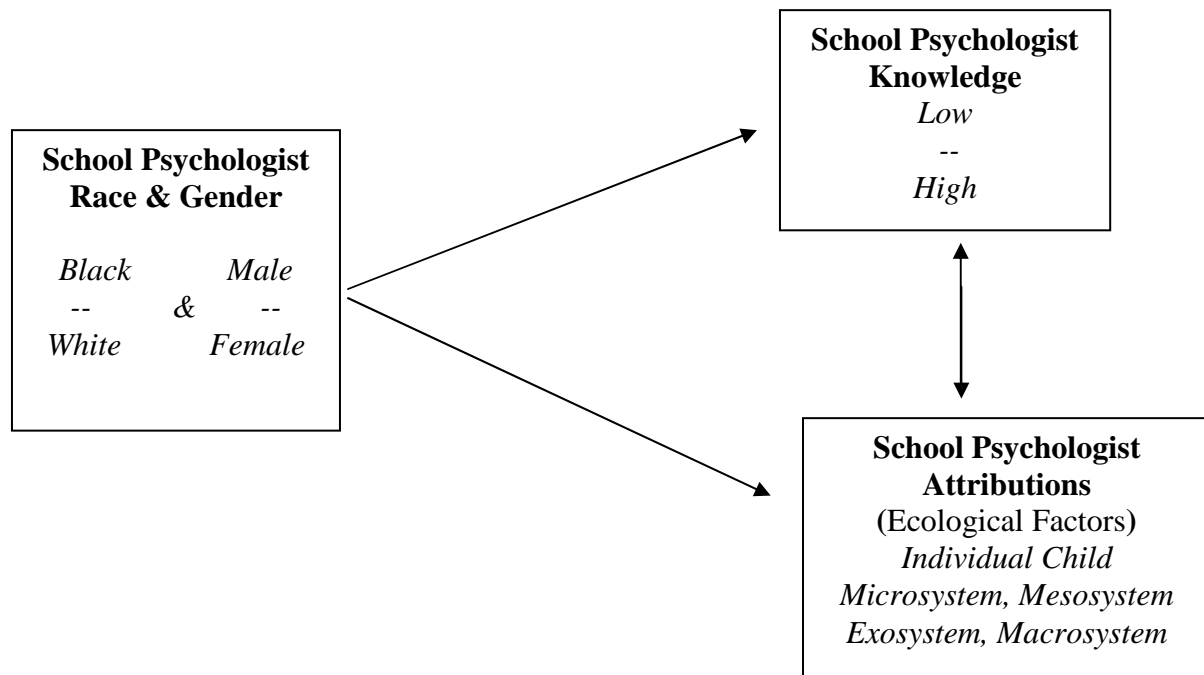 School Psychologist
Race & Gender
Black Male
-- & --
White Female
School Psychologist
Knowledge
Low
--
High
School Psychologist
Attributions
(Ecological Factors)
Individual Child
Microsystem, Mesosystem
Exosystem, Macrosystem